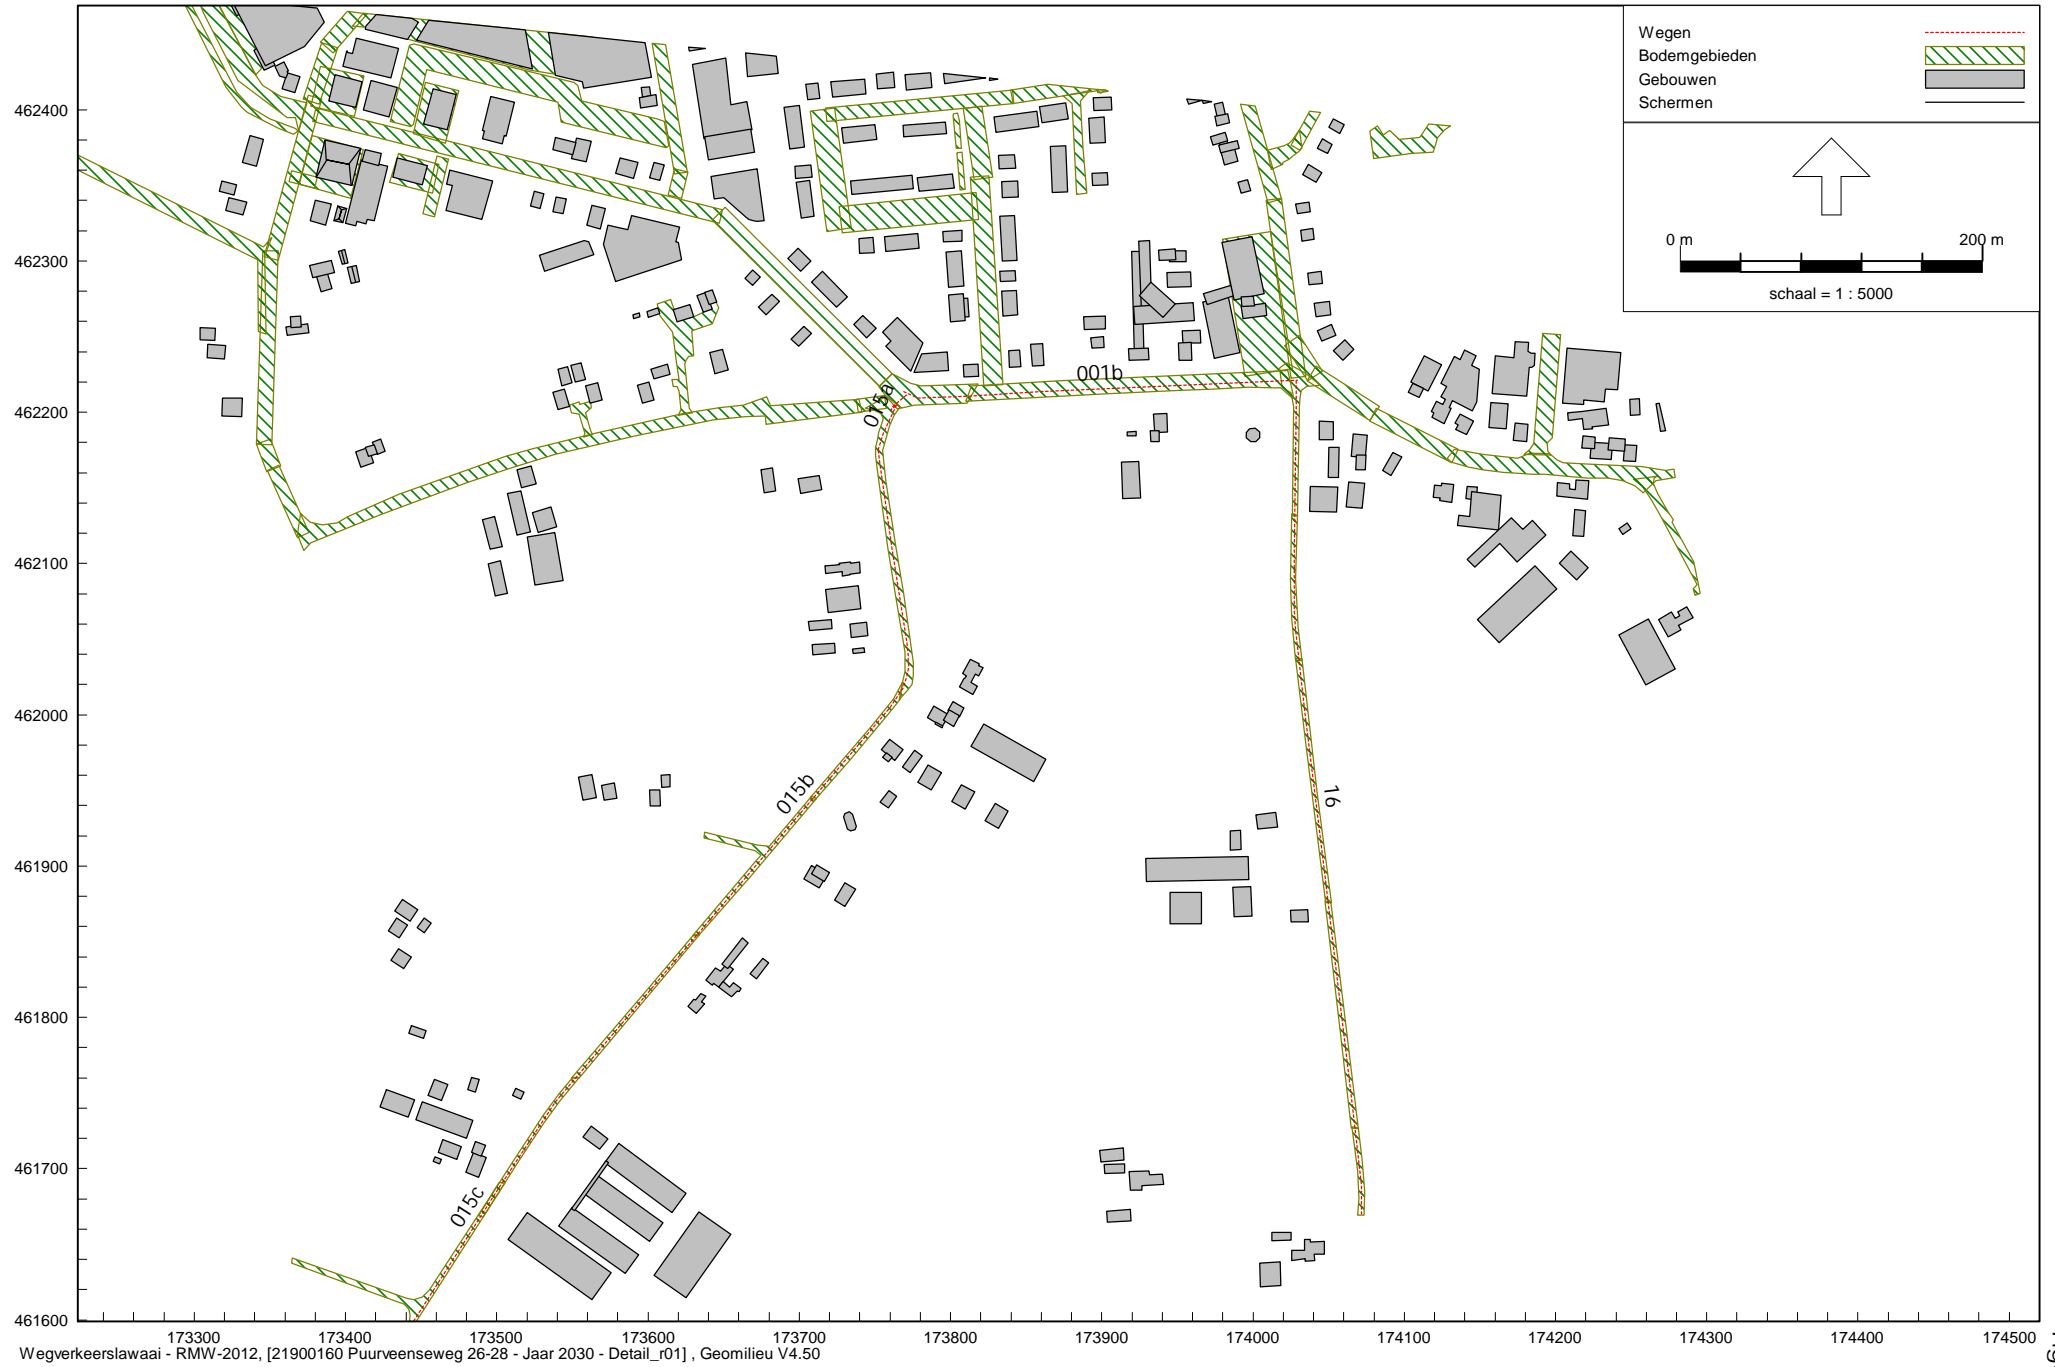 Wegen
Bodemgebieden
Gebouwen
Schermen
0 m 200 m
schaal = 1 : 5000
462400
462300
462200
462100
462000
461900
461800
461700
461600
001b
015a
015b
16
015c
173300 173400 173500 173600 173700 173800 173900 174000 174100 174200 174300 174400 174500
Wegverkeerslawaai - RMW-2012, [21900160 Puurveenseweg 26-28 - Jaar 2030 - Detail_r01] , Geomilieu V4.50